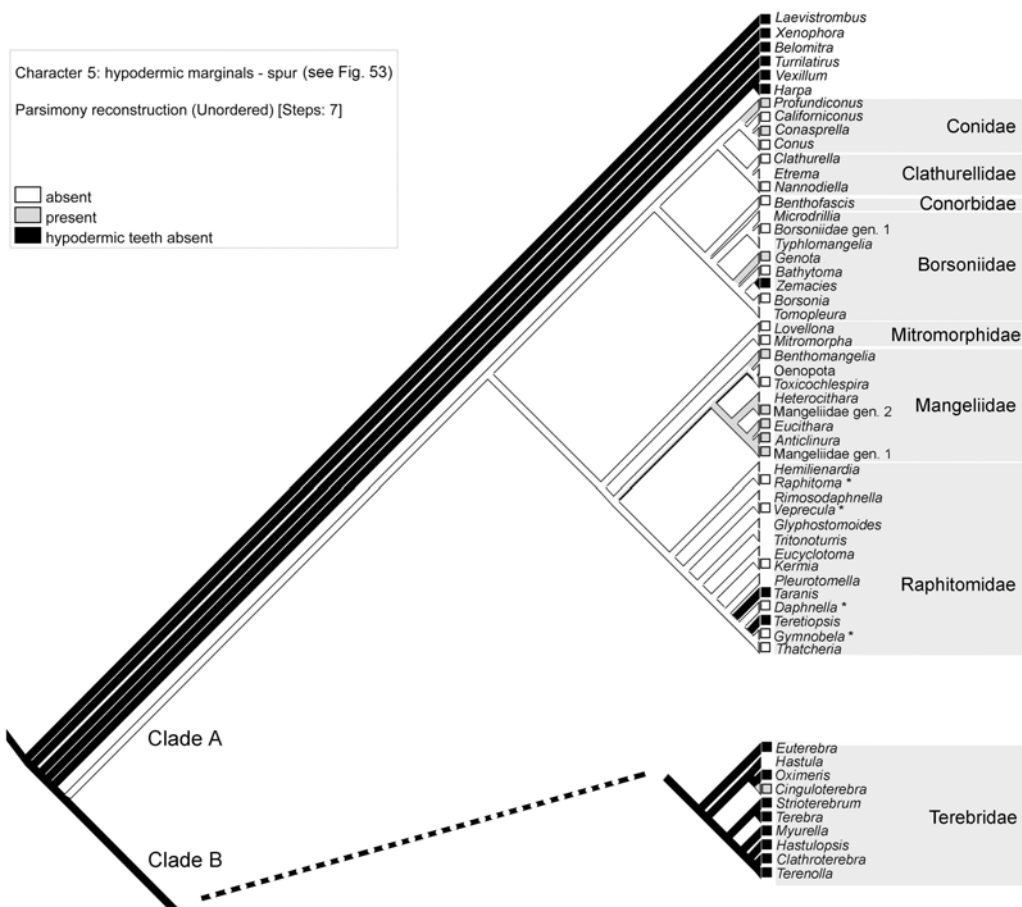 Character 5: hypodermic marginals - spur (see Fig. 53)
Parsimony reconstruction (Unordered) [Steps: 7]
absent
present
hypodermic teeth absent
Laevistrombus
Xenophora
Belomitra
Turrilatirus
Vexillum
Harpa
Profundiconus
Californiconus
Conasprella
Conus
Conidae
Clathurella
Etrema
Nannodiella
Clathurellidae
Benthofascis
Conorbidae
Microdrillia
Borsoniidae gen. 1
Typhlomangelia
Genota
Bathytoma
Zemacies
Borsonia
Tomopleura
Borsoniidae
Lovellona
Mitromorpha
Mitromorphidae
Benthomangelia
Oenopota
Toxicochlespira
Heterocithara
Mangeliidae gen. 2
Eucithara
Anticlinura
Mangeliidae gen. 1
Mangeliidae
Hemilienardia
Raphitoma *
Rimosodaphnella
Veprecula *
Glyphostomoides
Tritonoturris
Eucyclotoma
Kermia
Pleurotomella
Taranis
Daphnella *
Teretiopsis
Gymnobela *
Thatcheria
Raphitomidae
Clade A
Clade B
Euterebra
Hastula
Oximeris
Cinguloterebra
Strioterebrum
Terebra
Myurella
Hastulopsis
Clathroterebra
Terenolla
Terebridae